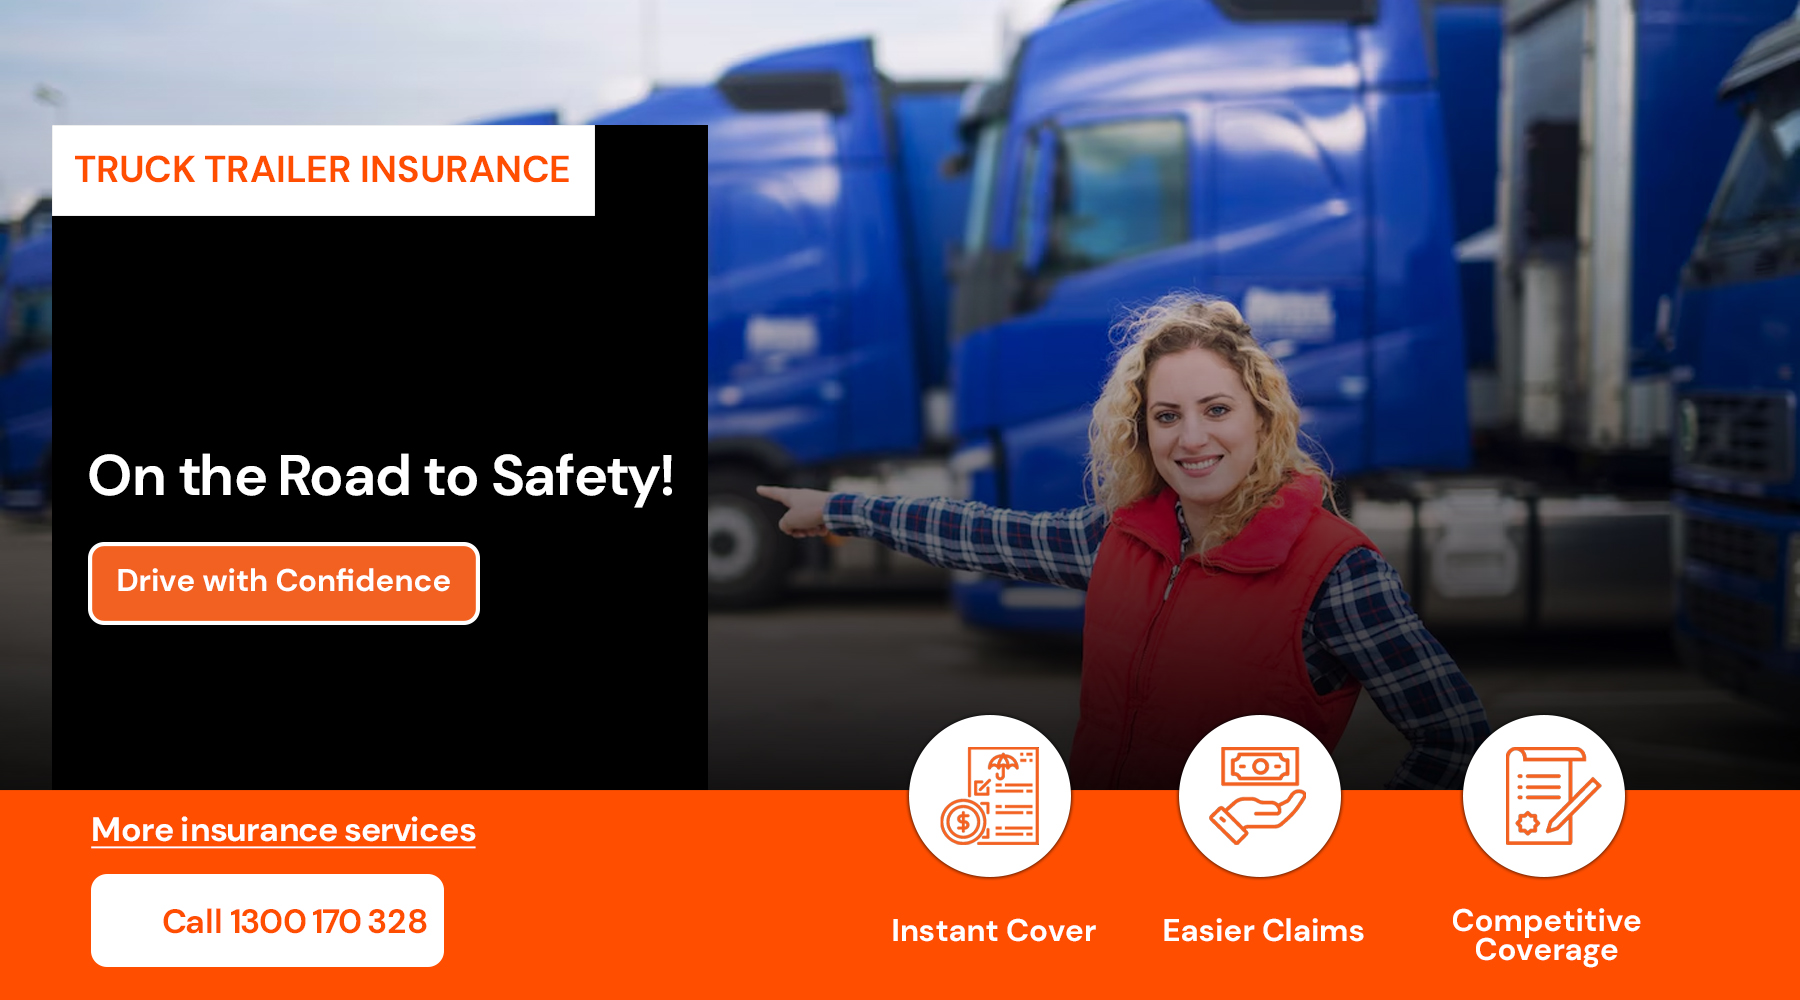 TRUCK TRAILER INSURANCE
On the Road to Safety!
Drive with Confidence
More insurance services
Call 1300 170 328
Instant Cover
Easier Claims
Competitive
Coverage